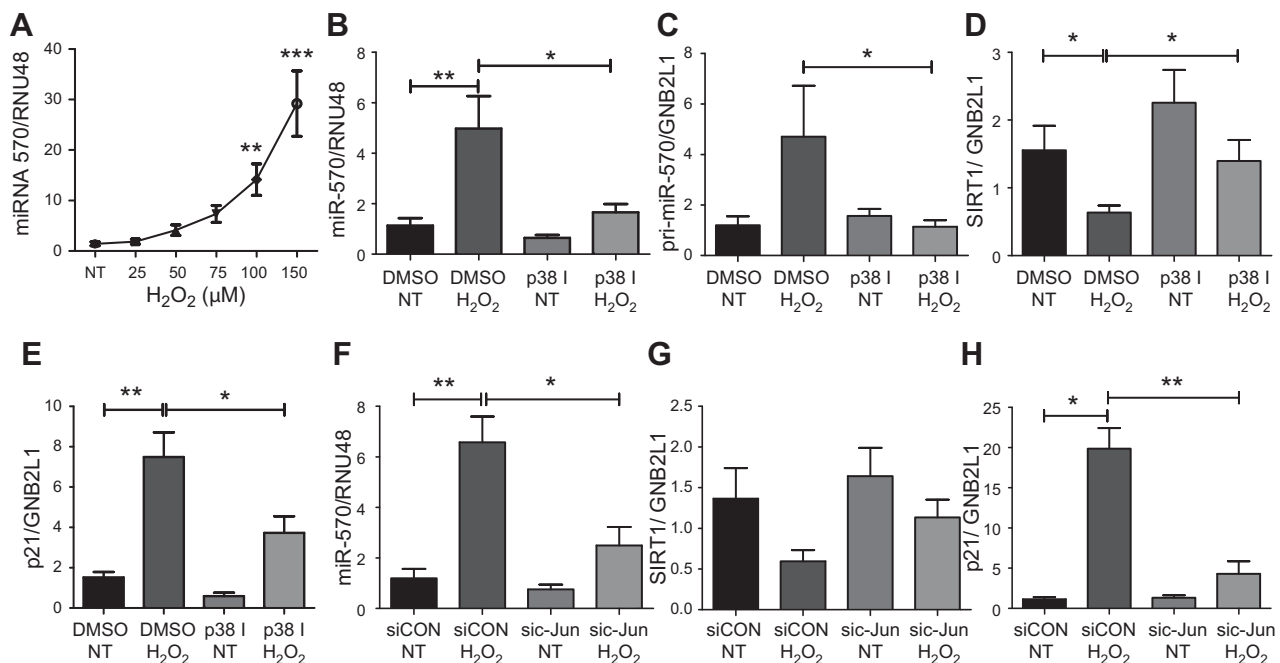 A
miRNA 570/RNU48
40
30
20
10
0
**
***
NT 25 50 75 100 150
H₂O₂ (µM)
B
miR-570/RNU48
8
6
4
2
0
**
*
DMSO DMSO p38 I p38 I
NT H₂O₂ NT H₂O₂
C
pri-miR-570/GNB2L1
8
6
4
2
0
*
DMSO DMSO p38 I p38 I
NT H₂O₂ NT H₂O₂
D
SIRT1/ GNB2L1
3
2
1
0
*
*
DMSO DMSO p38 I p38 I
NT H₂O₂ NT H₂O₂
E
p21/GNB2L1
10
8
6
4
2
0
**
*
DMSO DMSO p38 I p38 I
NT H₂O₂ NT H₂O₂
F
miR-570/RNU48
8
6
4
2
0
**
*
siCON siCON sic-Jun sic-Jun
NT H₂O₂ NT H₂O₂
G
SIRT1/ GNB2L1
2.5
2.0
1.5
1.0
0.5
0.0
siCON siCON sic-Jun sic-Jun
NT H₂O₂ NT H₂O₂
H
p21/ GNB2L1
25
20
15
10
5
0
*
**
siCON siCON sic-Jun sic-Jun
NT H₂O₂ NT H₂O₂